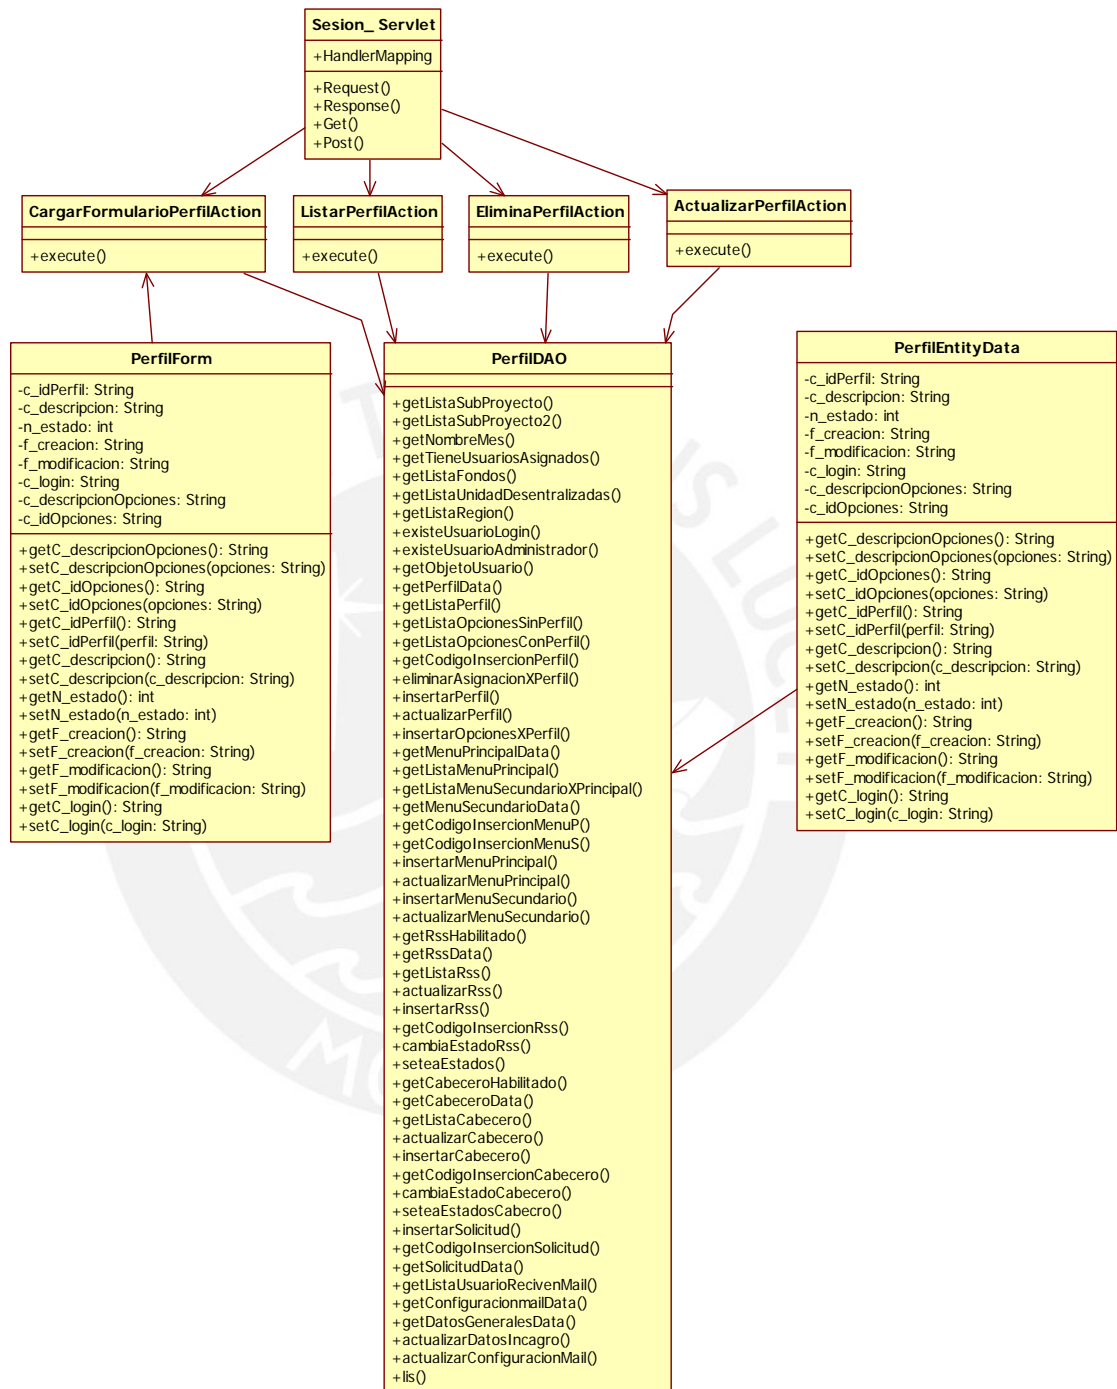 Sesion_ Servlet
+HandlerMapping
+Request()
+Response()
+Get()
+Post()
CargarFormularioPerfilAction
+execute()
ListarPerfilAction
+execute()
EliminaPerfilAction
+execute()
ActualizarPerfilAction
+execute()
PerfilForm
-c_idPerfil: String
-c_descripcion: String
-n_estado: int
-f_creacion: String
-f_modificacion: String
-c_login: String
-c_descripcionOpciones: String
-c_idOpciones: String
+getC_descripcionOpciones(): String
+setC_descripcionOpciones(opciones: String)
+getC_idOpciones(): String
+setC_idOpciones(opciones: String)
+getC_idPerfil(): String
+setC_idPerfil(perfil: String)
+getC_descripcion(): String
+setC_descripcion(c_descripcion: String)
+getN_estado(): int
+setN_estado(n_estado: int)
+getF_creacion(): String
+setF_creacion(f_creacion: String)
+getF_modificacion(): String
+setF_modificacion(f_modificacion: String)
+getC_login(): String
+setC_login(c_login: String)
PerfilDAO
+getListaSubProyecto()
+getListaSubProyecto2()
+getNombreMes()
+getTieneUsuariosAsignados()
+getListaFondos()
+getListaUnidadDesentralizadas()
+getListaRegion()
+existeUsuarioLogin()
+existeUsuarioAdministrador()
+getObjetoUsuario()
+getPerfilData()
+getListaPerfil()
+getListaOpcionesSinPerfil()
+getListaOpcionesConPerfil()
+getCodigoInsercionPerfil()
+eliminarAsignacionXPerfil()
+insertarPerfil()
+actualizarPerfil()
+insertarOpcionesXPerfil()
+getMenuPrincipalData()
+getListaMenuPrincipal()
+getListaMenuSecundarioXPrincipal()
+getMenuSecundarioData()
+getCodigoInsercionMenuP()
+getCodigoInsercionMenuS()
+insertarMenuPrincipal()
+actualizarMenuPrincipal()
+insertarMenuSecundario()
+actualizarMenuSecundario()
+getRssHabilitado()
+getRssData()
+getListaRss()
+actualizarRss()
+insertarRss()
+getCodigoInsercionRss()
+cambiaEstadoRss()
+seteaEstados()
+getCabeceroHabilitado()
+getCabeceroData()
+getListaCabecero()
+actualizarCabecero()
+insertarCabecero()
+getCodigoInsercionCabecero()
+cambiaEstadoCabecero()
+seteaEstadosCabecro()
+insertarSolicitud()
+getCodigoInsercionSolicitud()
+getSolicitudData()
+getListaUsuarioRecivenMail()
+getConfiguracionmailData()
+getDatosGeneralesData()
+actualizarDatosIncagro()
+actualizarConfiguracionMail()
+lis()
PerfilEntityData
-c_idPerfil: String
-c_descripcion: String
-n_estado: int
-f_creacion: String
-f_modificacion: String
-c_login: String
-c_descripcionOpciones: String
-c_idOpciones: String
+getC_descripcionOpciones(): String
+setC_descripcionOpciones(opciones: String)
+getC_idOpciones(): String
+setC_idOpciones(opciones: String)
+getC_idPerfil(): String
+setC_idPerfil(perfil: String)
+getC_descripcion(): String
+setC_descripcion(c_descripcion: String)
+getN_estado(): int
+setN_estado(n_estado: int)
+getF_creacion(): String
+setF_creacion(f_creacion: String)
+getF_modificacion(): String
+setF_modificacion(f_modificacion: String)
+getC_login(): String
+setC_login(c_login: String)